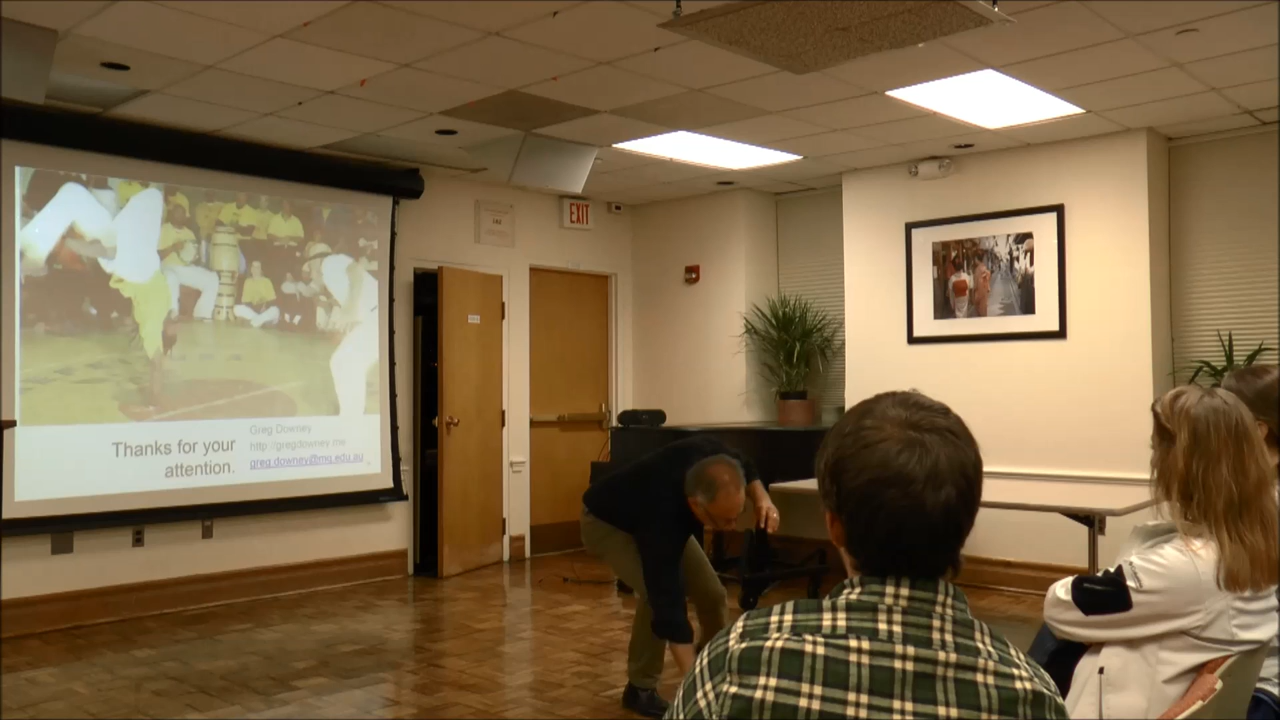 EXIT
Thanks for your
attention.
Greg Downey
http://gregdowney.me
greg.downey@mq.edu.au